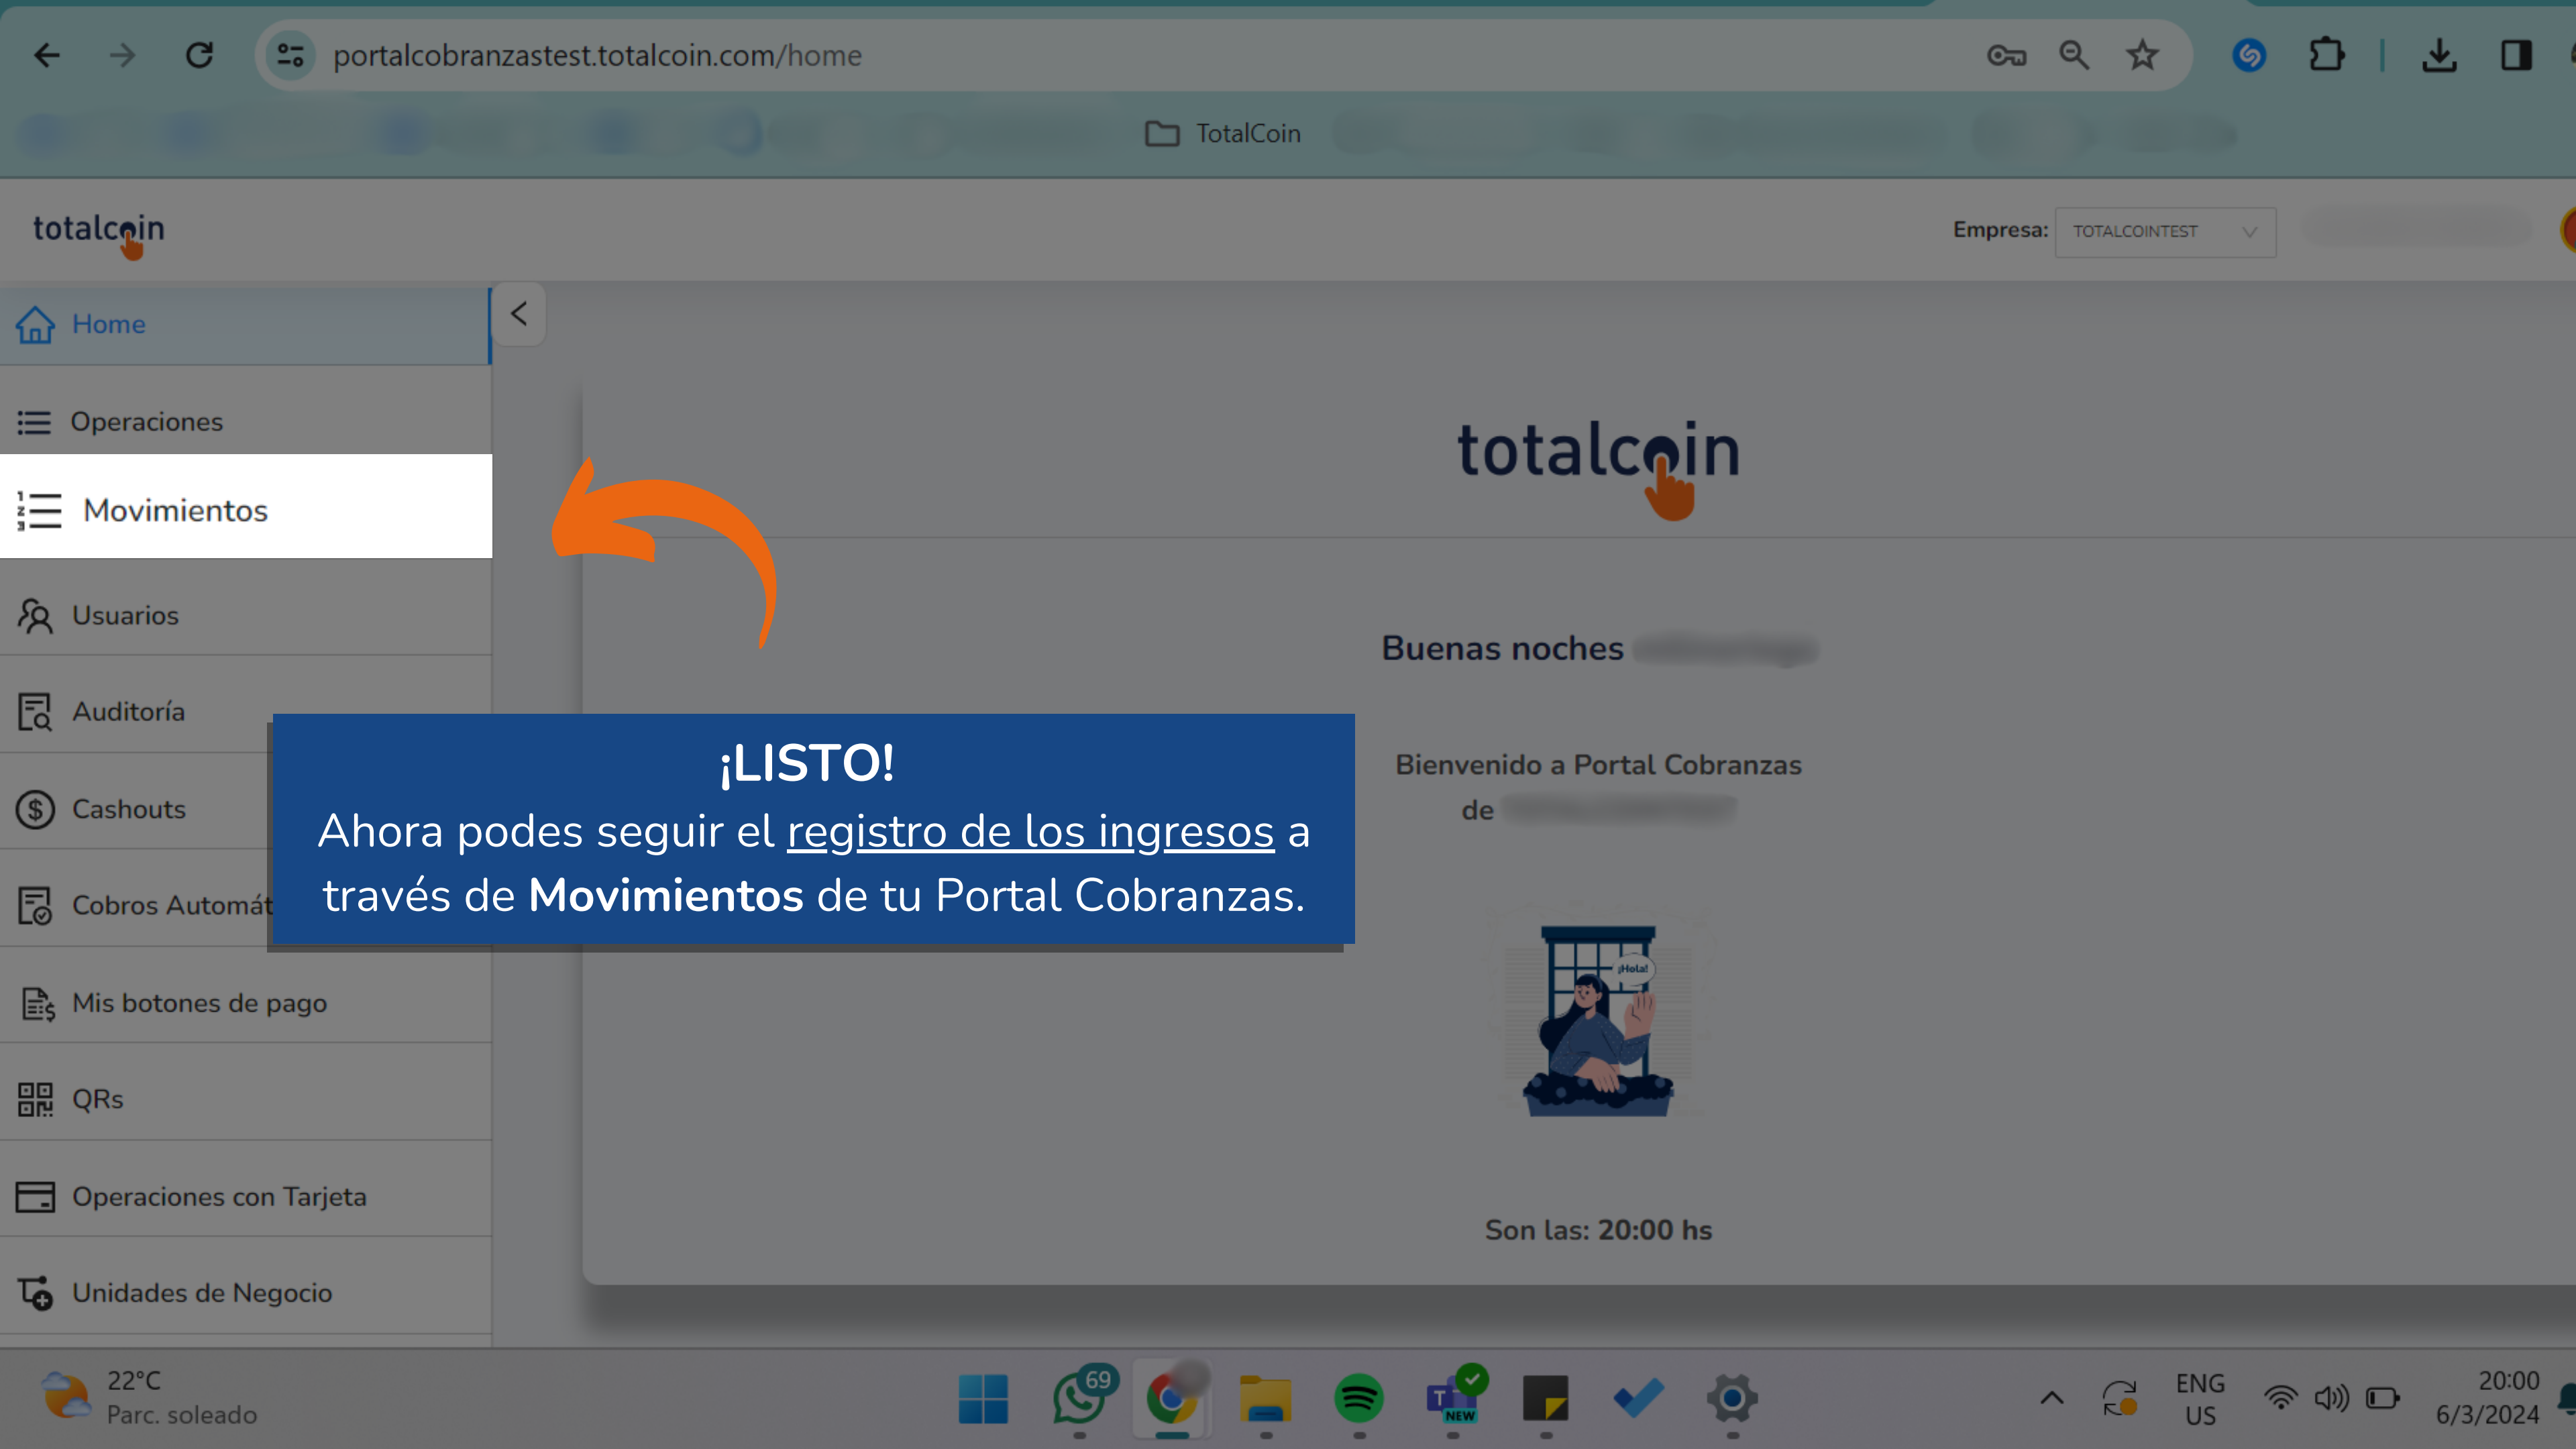 portalcobranzastest.totalcoin.com/home
TotalCoin
totalcoin
Empresa: TOTALCOINTEST
Home
Operaciones
Movimientos
Usuarios
Auditoría
Cashouts
Cobros Automát
Mis botones de pago
QRs
Operaciones con Tarjeta
Unidades de Negocio
totalcoin
Buenas noches
Bienvenido a Portal Cobranzas
de
¡Hola!
Son las: 20:00 hs
¡LISTO!
Ahora podes seguir el registro de los ingresos a
través de Movimientos de tu Portal Cobranzas.
22°C
Parc. soleado
69
T
NEW
ENG
US
20:00
6/3/2024